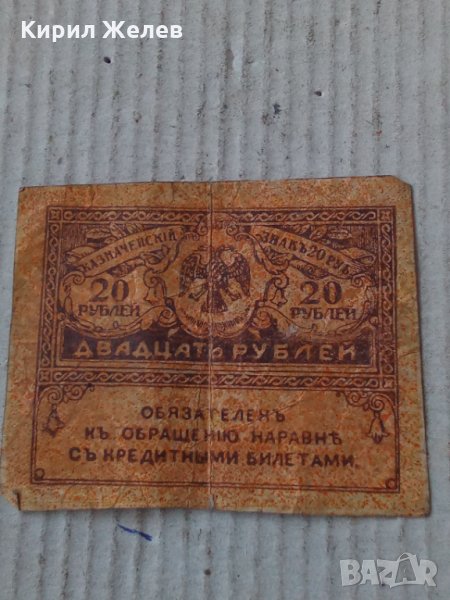 Кирил Желев
КАЗНАЧЕЙСКІЙ ЗНАКЪ 20 РУБ.
20 РУБЛЕЙ
20 РУБЛЕЙ
ДВАДЦАТЬ РУБЛЕЙ
ОБЯЗАТЕЛЕНЪ
КЪ ОБРАЩЕНІЮ НАРАВНѢ
СЪ КРЕДИТНЫМИ БИЛЕТАМИ.
BAZAR